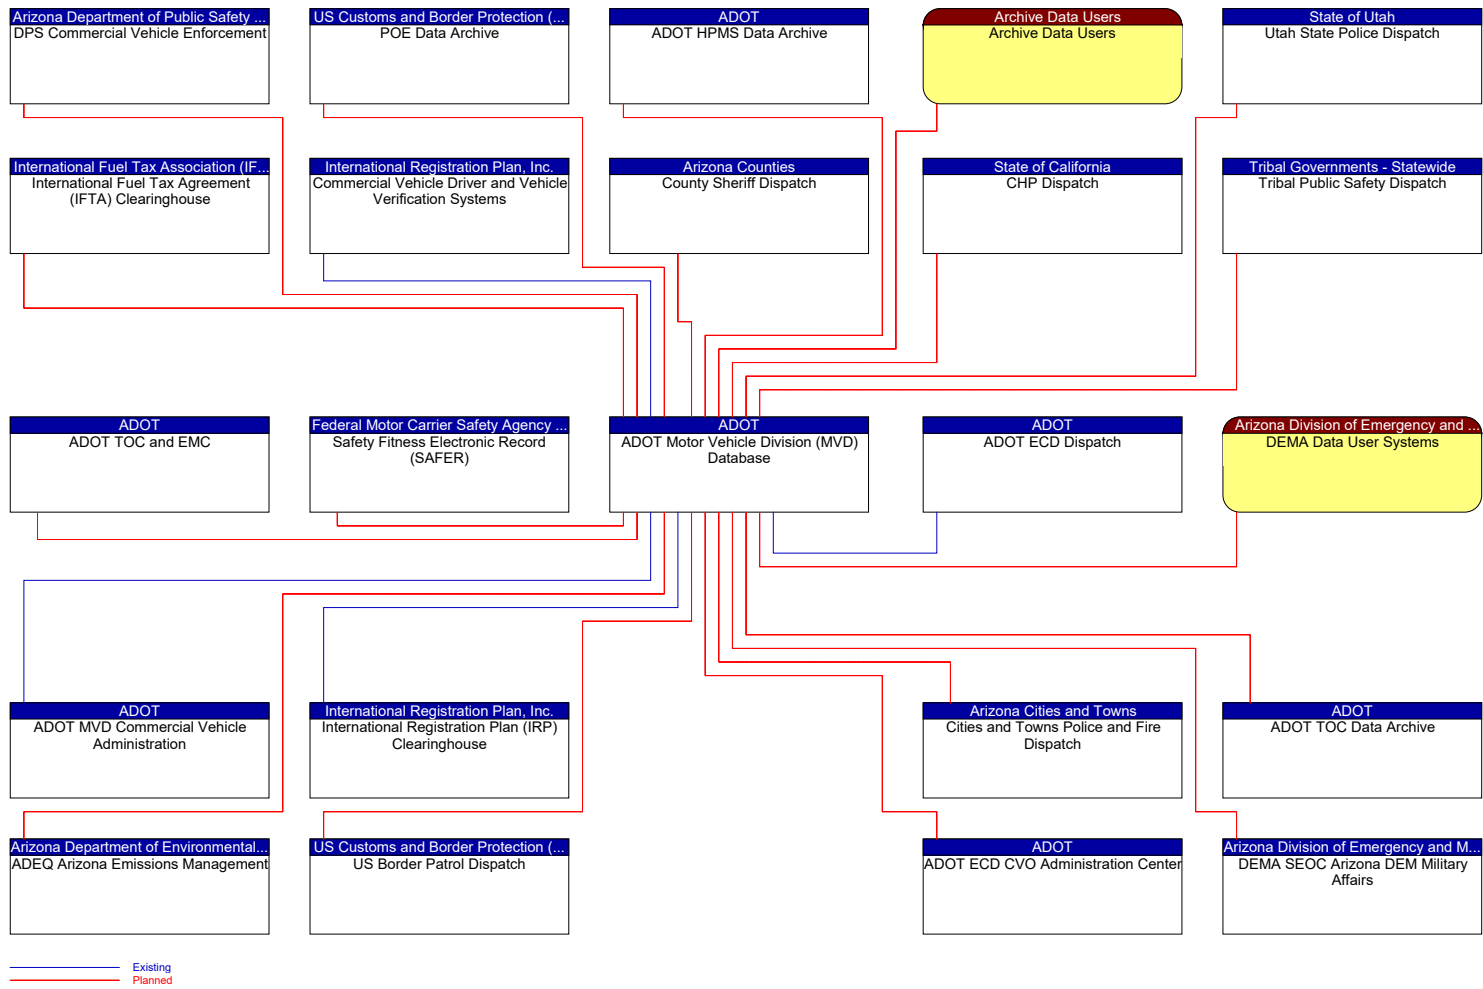 Arizona Department of Public Safety ...
DPS Commercial Vehicle Enforcement
US Customs and Border Protection (...
POE Data Archive
ADOT
ADOT HPMS Data Archive
Archive Data Users
Archive Data Users
State of Utah
Utah State Police Dispatch
International Fuel Tax Association (IF...
International Fuel Tax Agreement
(IFTA) Clearinghouse
International Registration Plan, Inc.
Commercial Vehicle Driver and Vehicle
Verification Systems
Arizona Counties
County Sheriff Dispatch
State of California
CHP Dispatch
Tribal Governments - Statewide
Tribal Public Safety Dispatch
ADOT
ADOT TOC and EMC
Federal Motor Carrier Safety Agency ...
Safety Fitness Electronic Record
(SAFER)
ADOT
ADOT Motor Vehicle Division (MVD)
Database
ADOT
ADOT ECD Dispatch
Arizona Division of Emergency and ...
DEMA Data User Systems
ADOT
ADOT MVD Commercial Vehicle
Administration
International Registration Plan, Inc.
International Registration Plan (IRP)
Clearinghouse
Arizona Cities and Towns
Cities and Towns Police and Fire
Dispatch
ADOT
ADOT TOC Data Archive
Arizona Department of Environmental...
ADEQ Arizona Emissions Management
US Customs and Border Protection (...
US Border Patrol Dispatch
ADOT
ADOT ECD CVO Administration Center
Arizona Division of Emergency and M...
DEMA SEOC Arizona DEM Military
Affairs
Existing
Planned